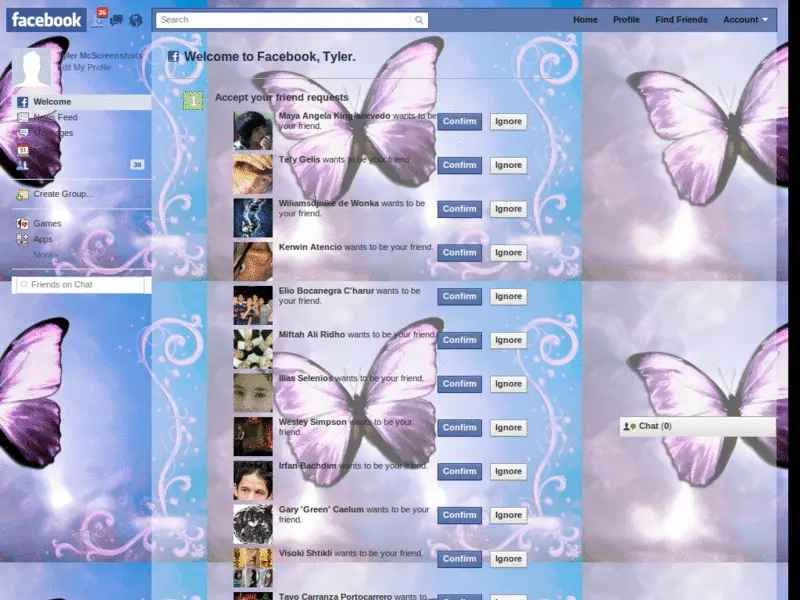 facebook
36
Search
Home
Profile
Find Friends
Account
Tyler McScreenshots
Edit My Profile
Welcome
News Feed
Messages
31
36
Create Group...
Games
Apps
More
Friends on Chat
Welcome to Facebook, Tyler.
1
Accept your friend requests
Maya Angela King-acevedo wants to be
your friend.
Confirm
Ignore
Tefy Gelis wants to be your friend.
Confirm
Ignore
Wiliamsdjnike de Wonka wants to be
your friend.
Confirm
Ignore
Kerwin Atencio wants to be your friend.
Confirm
Ignore
Elio Bocanegra C'harur wants to be
your friend.
Confirm
Ignore
Miftah Ali Ridho wants to be your friend.
Confirm
Ignore
Ilias Selenios wants to be your friend.
Confirm
Ignore
Wesley Simpson wants to be your
friend.
Confirm
Ignore
Irfan Bachdim wants to be your friend.
Confirm
Ignore
Gary 'Green' Caelum wants to be your
friend.
Confirm
Ignore
Visoki Shtikli wants to be your friend.
Confirm
Ignore
Tavo Carranza Portocarrero wants to
Confirm
Ignore
Chat (0)